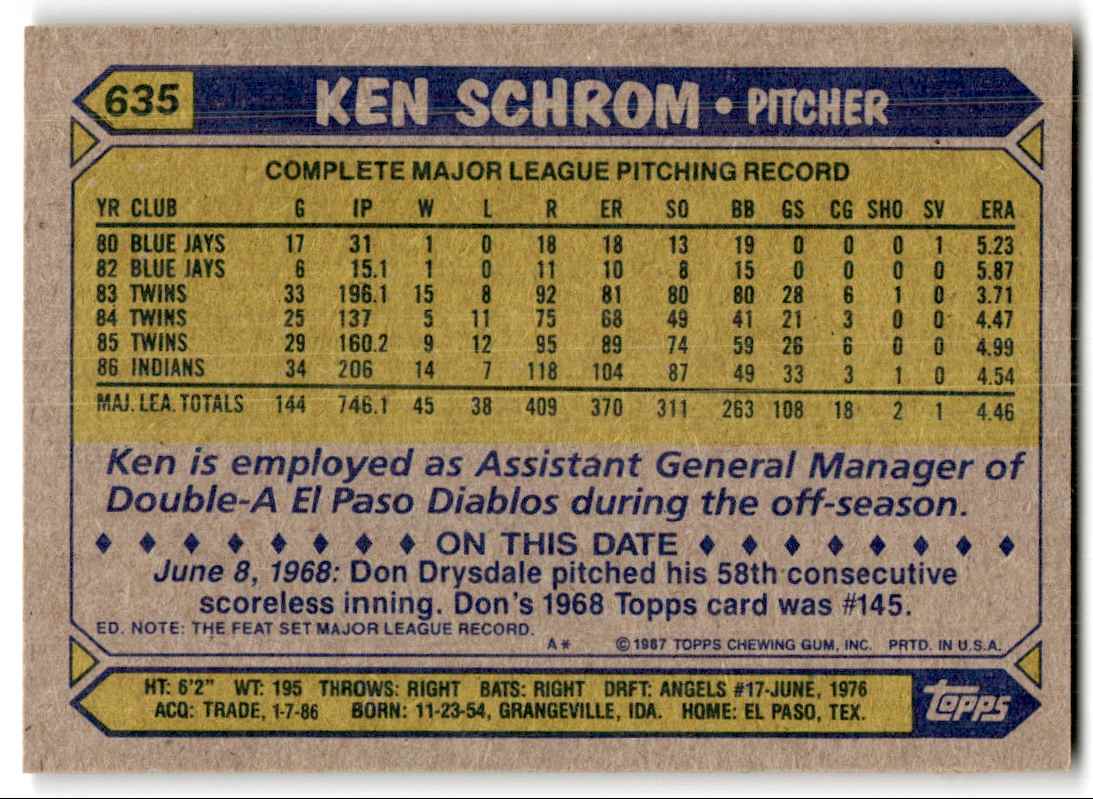 635 KEN SCHROM • PITCHER
COMPLETE MAJOR LEAGUE PITCHING RECORD
YR CLUB G IP W L R ER SO BB GS CG SHO SV ERA
80 BLUE JAYS 17 31 1 0 18 18 13 19 0 0 0 1 5.23
82 BLUE JAYS 6 15.1 1 0 11 10 8 15 0 0 0 0 5.87
83 TWINS 33 196.1 15 8 92 81 80 80 28 6 1 0 3.71
84 TWINS 25 137 5 11 75 68 49 41 21 3 0 0 4.47
85 TWINS 29 160.2 9 12 95 89 74 59 26 6 0 0 4.99
86 INDIANS 34 206 14 7 118 104 87 49 33 3 1 0 4.54
MAJ. LEA. TOTALS 144 746.1 45 38 409 370 311 263 108 18 2 1 4.46
Ken is employed as Assistant General Manager of
Double-A El Paso Diablos during the off-season.
ON THIS DATE
June 8, 1968: Don Drysdale pitched his 58th consecutive
scoreless inning. Don's 1968 Topps card was #145.
ED. NOTE: THE FEAT SET MAJOR LEAGUE RECORD.
A* ©1987 TOPPS CHEWING GUM, INC. PRTD. IN U.S.A.
HT: 6'2" WT: 195 THROWS: RIGHT BATS: RIGHT DRFT: ANGELS #17-JUNE, 1976
ACQ: TRADE, 1-7-86 BORN: 11-23-54, GRANGEVILLE, IDA. HOME: EL PASO, TEX.
topps